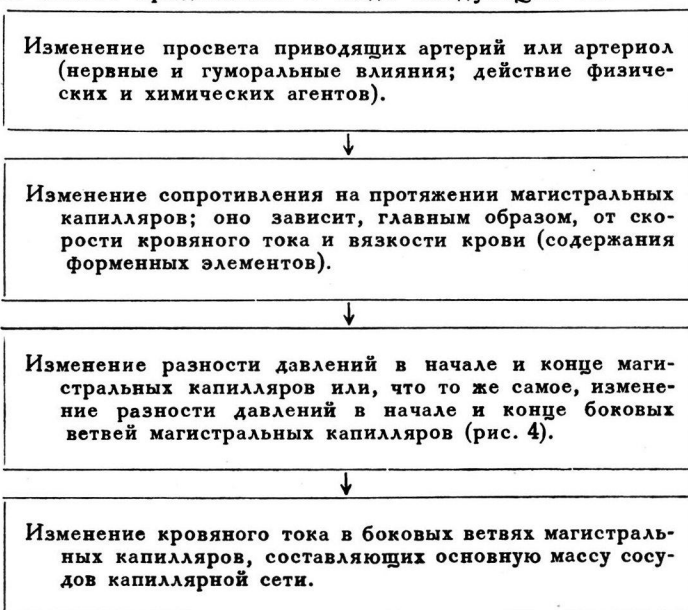 Изменение просвета приводящих артерий или артериол
(нервные и гуморальные влияния; действие физиче-
ских и химических агентов).
Изменение сопротивления на протяжении магистральных
капилляров; оно зависит, главным образом, от ско-
рости кровяного тока и вязкости крови (содержания
форменных элементов).
Изменение разности давлений в начале и конце маги-
стральных капилляров или, что то же самое, измене-
ние разности давлений в начале и конце боковых
ветвей магистральных капилляров (рис. 4).
Изменение кровяного тока в боковых ветвях магистраль-
ных капилляров, составляющих основную массу сосу-
дов капиллярной сети.